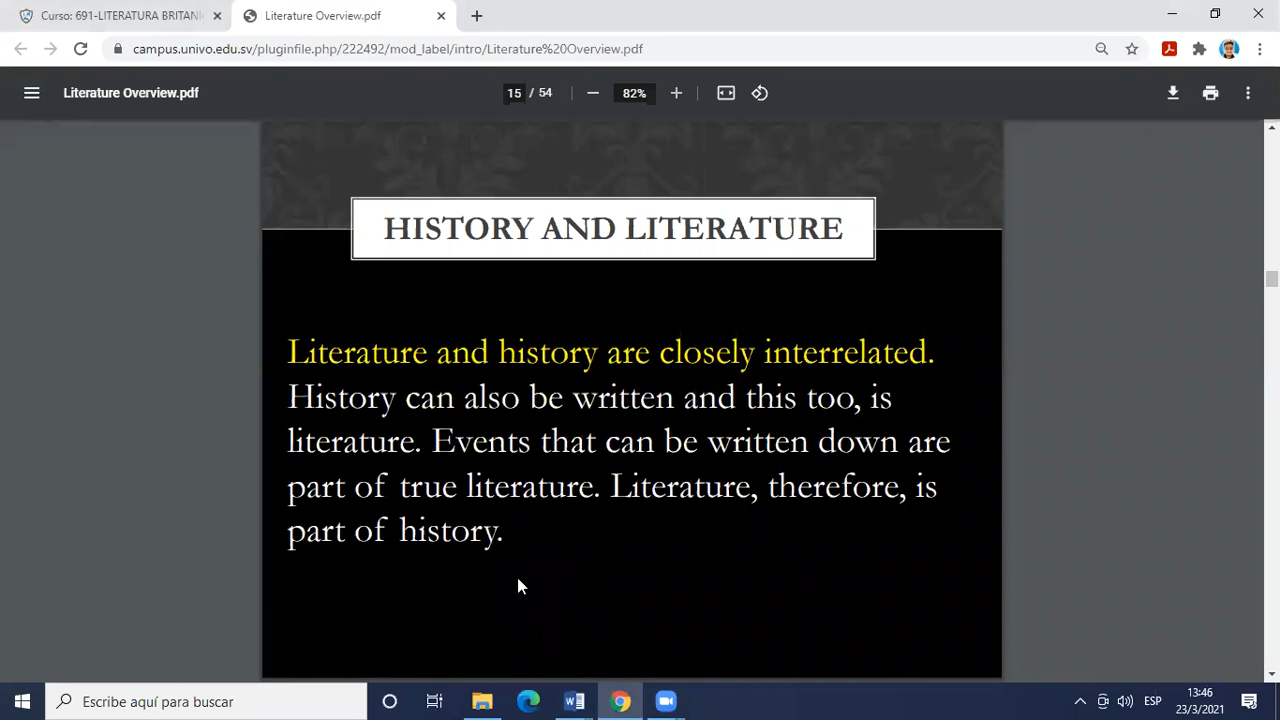 Curso: 691-LITERATURA BRITANI
Literature Overview.pdf
campus.univo.edu.sv/pluginfile.php/222492/mod_label/intro/Literature%20Overview.pdf
Literature Overview.pdf
15 / 54
82%
HISTORY AND LITERATURE
Literature and history are closely interrelated.
History can also be written and this too, is
literature. Events that can be written down are
part of true literature. Literature, therefore, is
part of history.
Escribe aquí para buscar
ESP
13:46
23/3/2021